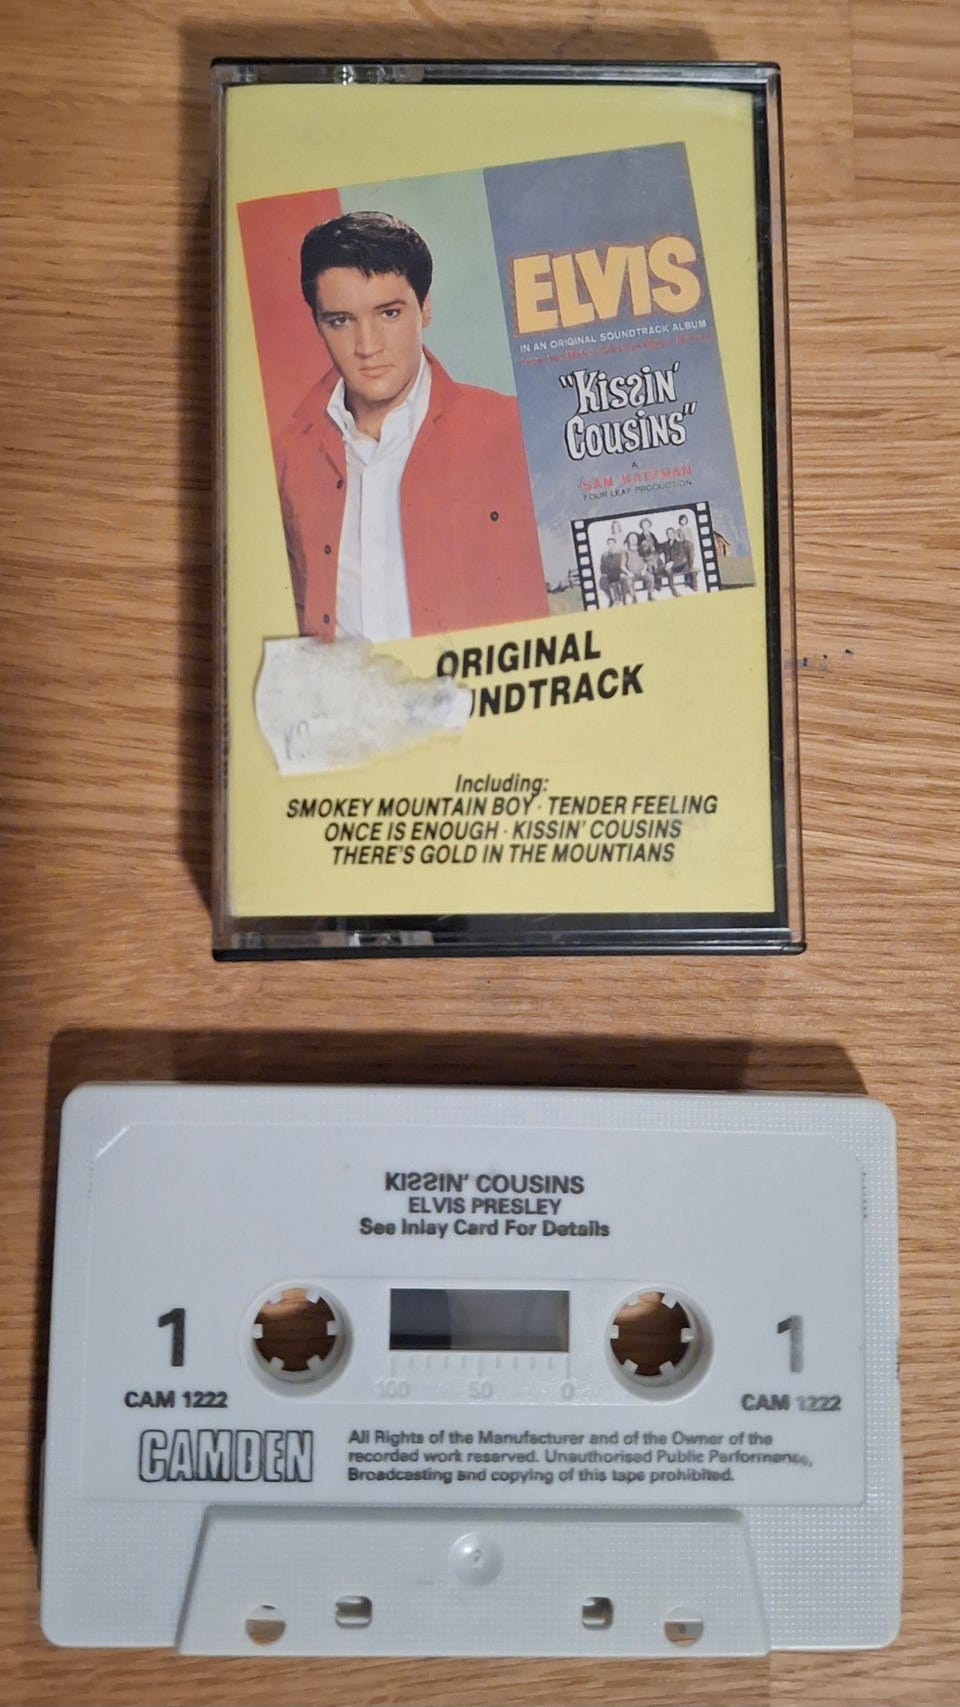 ELVIS
IN AN ORIGINAL SOUNDTRACK ALBUM
"KISSIN'
COUSINS"
A
SAM KATZMAN
FOUR LEAF PRODUCTION
ORIGINAL
UNDTRACK
Including:
SMOKEY MOUNTAIN BOY · TENDER FEELING
ONCE IS ENOUGH · KISSIN' COUSINS
THERE'S GOLD IN THE MOUNTIANS
KISSIN' COUSINS
ELVIS PRESLEY
See Inlay Card For Details
1 1
100 50 0
CAM 1222 CAM 1222
CAMDEN
All Rights of the Manufacturer and of the Owner of the
recorded work reserved. Unauthorised Public Performance,
Broadcasting and copying of this tape prohibited.